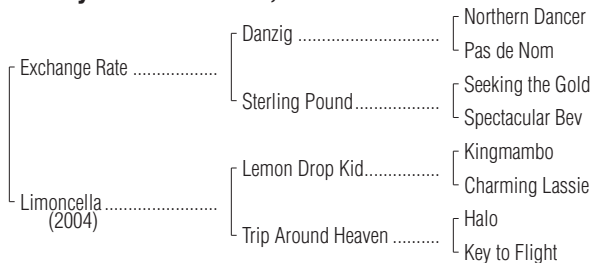 Northern Dancer
Danzig ..............................
Pas de Nom
Exchange Rate ..................
Seeking the Gold
Sterling Pound..................
Spectacular Bev
Kingmambo
Lemon Drop Kid................
Charming Lassie
Limoncella........................
(2004)
Halo
Trip Around Heaven ..........
Key to Flight